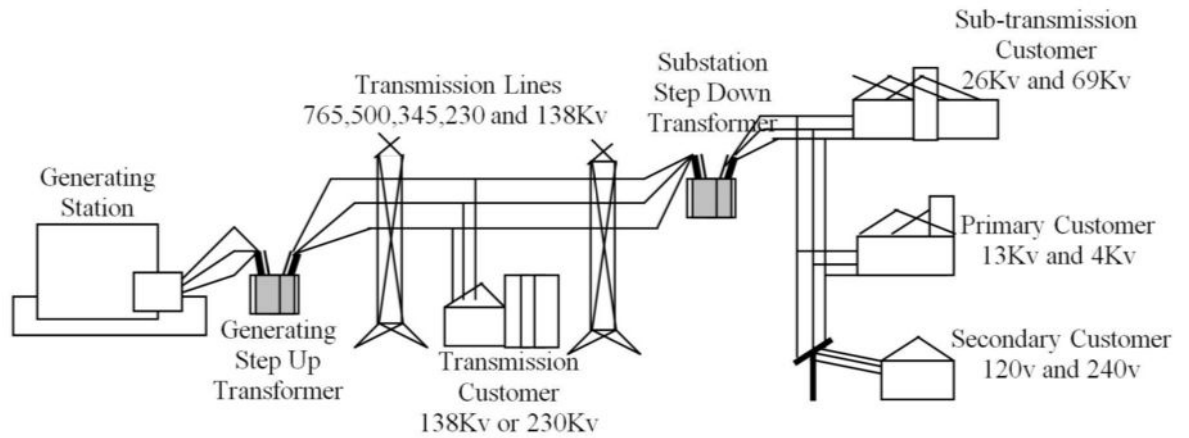 Generating
Station
Generating
Step Up
Transformer
Transmission Lines
765,500,345,230 and 138Kv
Transmission
Customer
138Kv or 230Kv
Substation
Step Down
Transformer
Sub-transmission
Customer
26Kv and 69Kv
Primary Customer
13Kv and 4Kv
Secondary Customer
120v and 240v